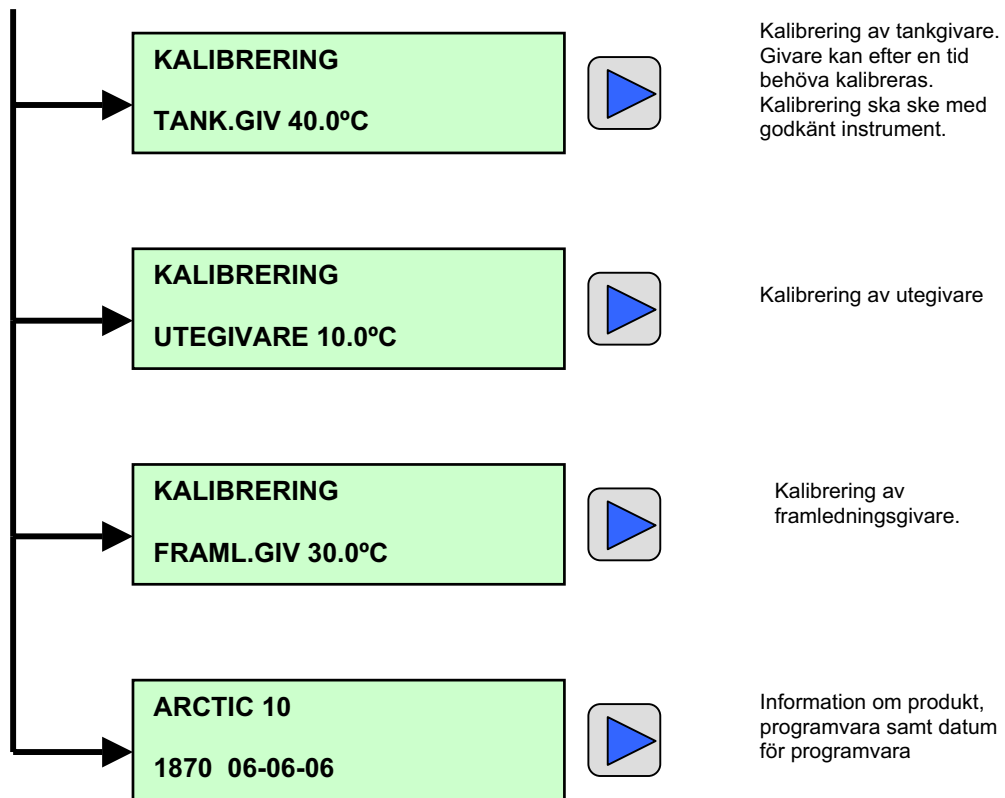 KALIBRERING
TANK.GIV 40.0ºC
Kalibrering av tankgivare.
Givare kan efter en tid
behöva kalibreras.
Kalibrering ska ske med
godkänt instrument.
KALIBRERING
UTEGIVARE 10.0ºC
Kalibrering av utegivare
KALIBRERING
FRAML.GIV 30.0ºC
Kalibrering av
framledningsgivare.
ARCTIC 10
1870  06-06-06
Information om produkt,
programvara samt datum
för programvara